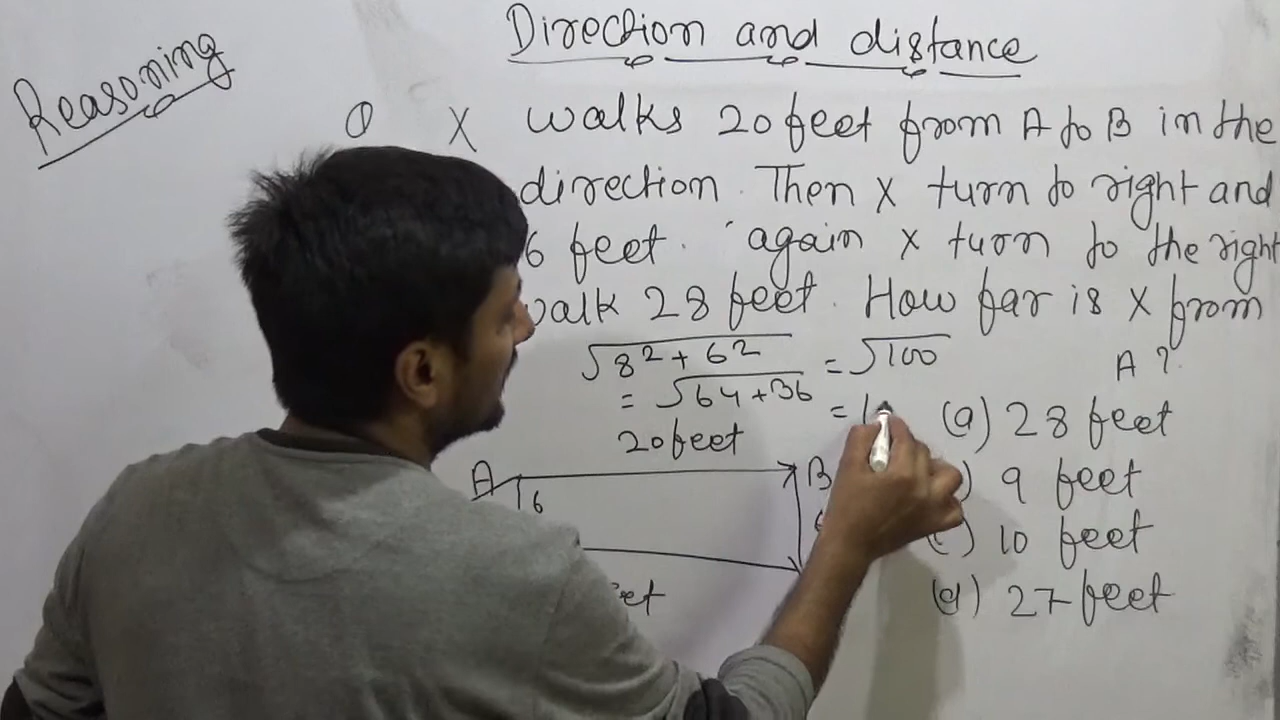 Direction and distance
Reasoning
Q X walks 20 feet from A to B in the
direction. Then X turn to right and
6 feet. again X turn to the right
walk 28 feet. How far is X from
A ?
√8² + 6² = √100
= √64 + 36 = 1
20 feet
A B
6
(a) 28 feet
) 9 feet
) 10 feet
(d) 27 feet